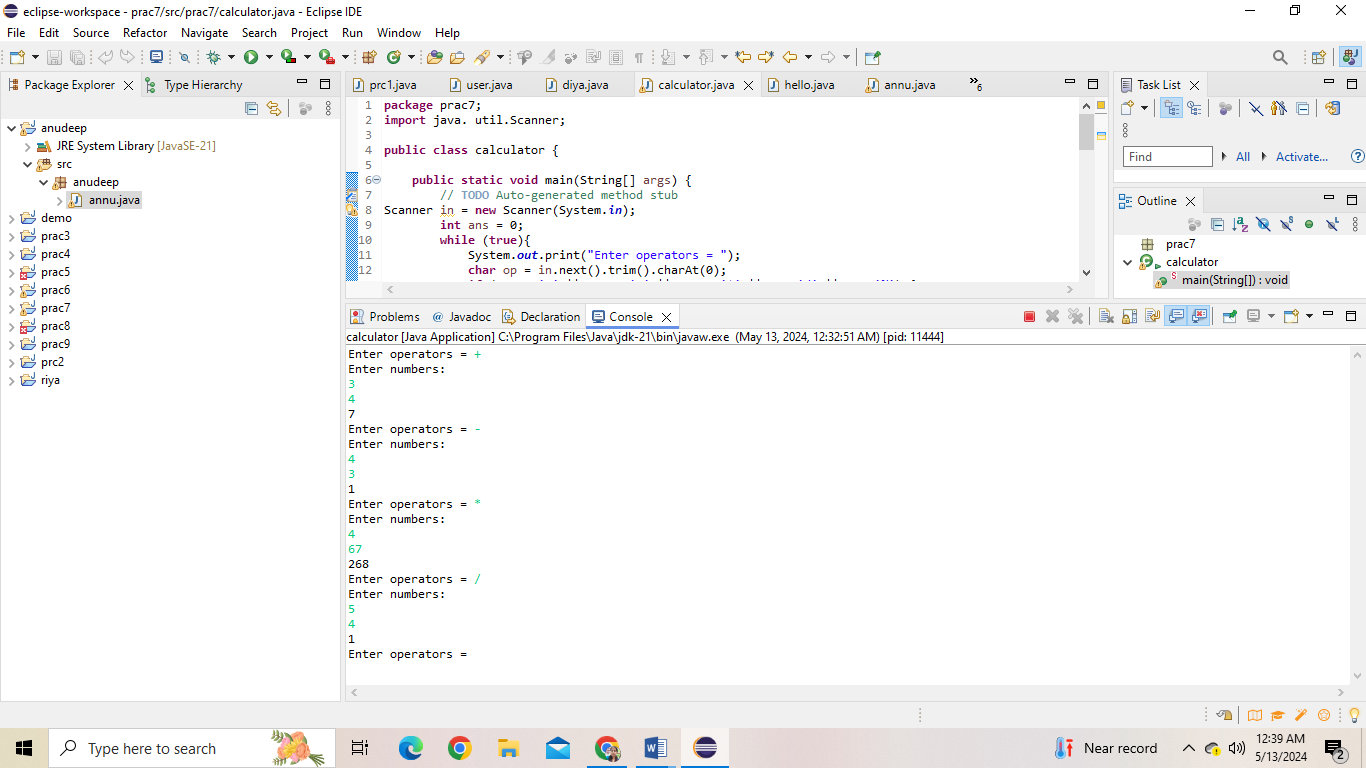 eclipse-workspace - prac7/src/prac7/calculator.java - Eclipse IDE
File Edit Source Refactor Navigate Search Project Run Window Help
Package Explorer Type Hierarchy
anudeep
JRE System Library [JavaSE-21]
src
anudeep
annu.java
demo
prac3
prac4
prac5
prac6
prac7
prac8
prac9
prc2
riya
prc1.java user.java diya.java calculator.java hello.java annu.java »6
1 package prac7;
2 import java. util.Scanner;
3
4 public class calculator {
5
6 public static void main(String[] args) {
7 // TODO Auto-generated method stub
8 Scanner in = new Scanner(System.in);
9 int ans = 0;
10 while (true){
11 System.out.print("Enter operators = ");
12 char op = in.next().trim().charAt(0);
Task List
Find All Activate...
Outline
prac7
calculator
main(String[]) : void
Problems @ Javadoc Declaration Console
calculator [Java Application] C:\Program Files\Java\jdk-21\bin\javaw.exe (May 13, 2024, 12:32:51 AM) [pid: 11444]
Enter operators = +
Enter numbers:
3
4
7
Enter operators = -
Enter numbers:
4
3
1
Enter operators = *
Enter numbers:
4
67
268
Enter operators = /
Enter numbers:
5
4
1
Enter operators =
Type here to search
Near record
12:39 AM
5/13/2024
2